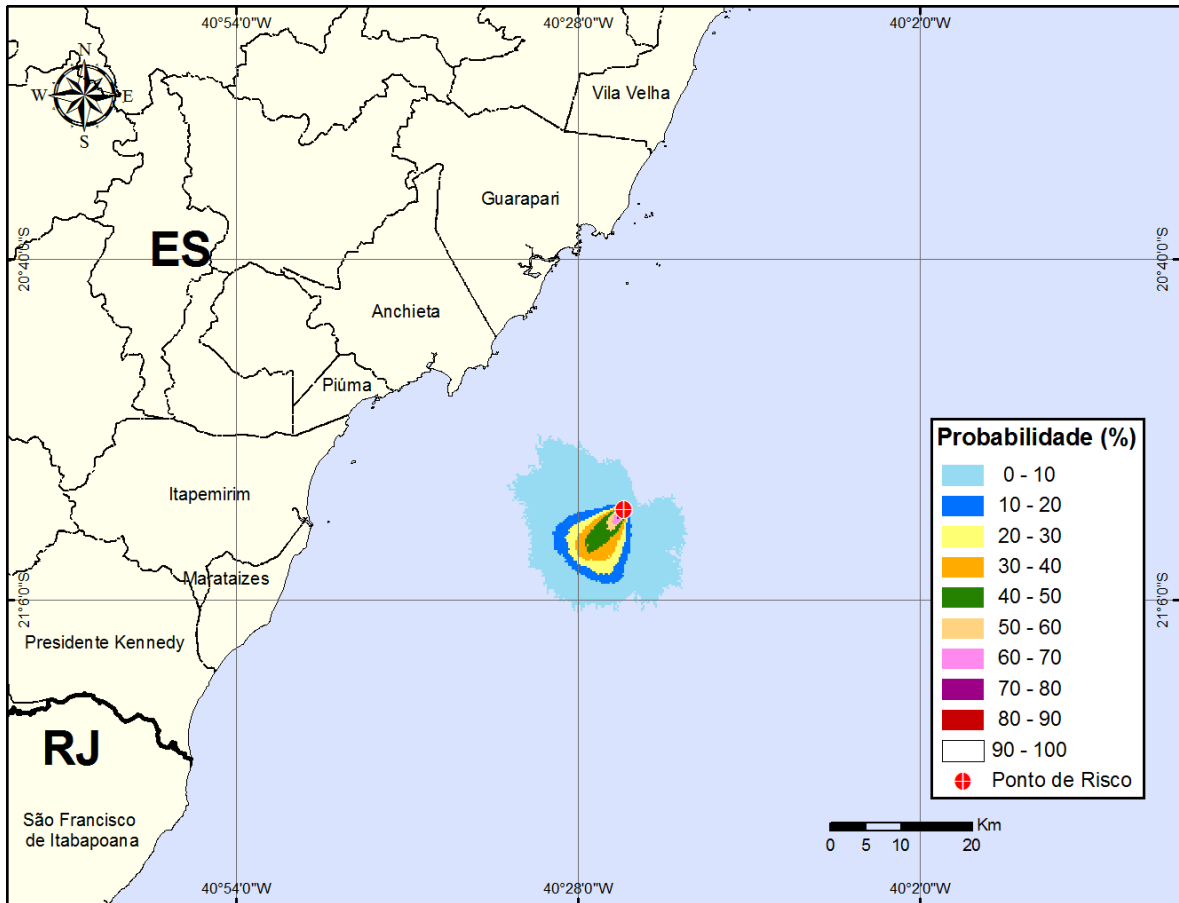 40°54'0"W
40°28'0"W
40°2'0"W
N
W
E
S
Vila Velha
Guarapari
ES
20°40'0"S
20°40'0"S
Anchieta
Piúma
Itapemirim
Marataizes
21°6'0"S
21°6'0"S
Presidente Kennedy
RJ
São Francisco
de Itabapoana
Probabilidade (%)
0 - 10
10 - 20
20 - 30
30 - 40
40 - 50
50 - 60
60 - 70
70 - 80
80 - 90
90 - 100
Ponto de Risco
Km
0 5 10 20
40°54'0"W
40°28'0"W
40°2'0"W